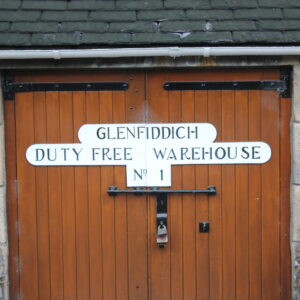 GLENFIDDICH
DUTY FREE WAREHOUSE
Nº 1